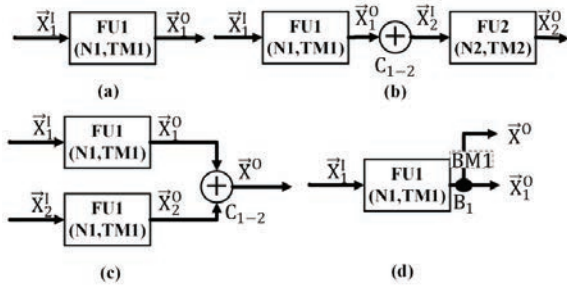 X⃗₁ᴵ FU1 (N1,TM1) X⃗₁ᴼ
(a)
X⃗₁ᴵ FU1 (N1,TM1) X⃗₁ᴼ C₁₋₂ X⃗₂ᴵ FU2 (N2,TM2) X⃗₂ᴼ
(b)
X⃗₁ᴵ FU1 (N1,TM1) X⃗₁ᴼ
X⃗ᴼ
C₁₋₂
X⃗₂ᴵ FU1 (N1,TM1) X⃗₂ᴼ
(c)
X⃗ᴼ
BM1
X⃗₁ᴵ FU1 (N1,TM1) B₁ X⃗₁ᴼ
(d)